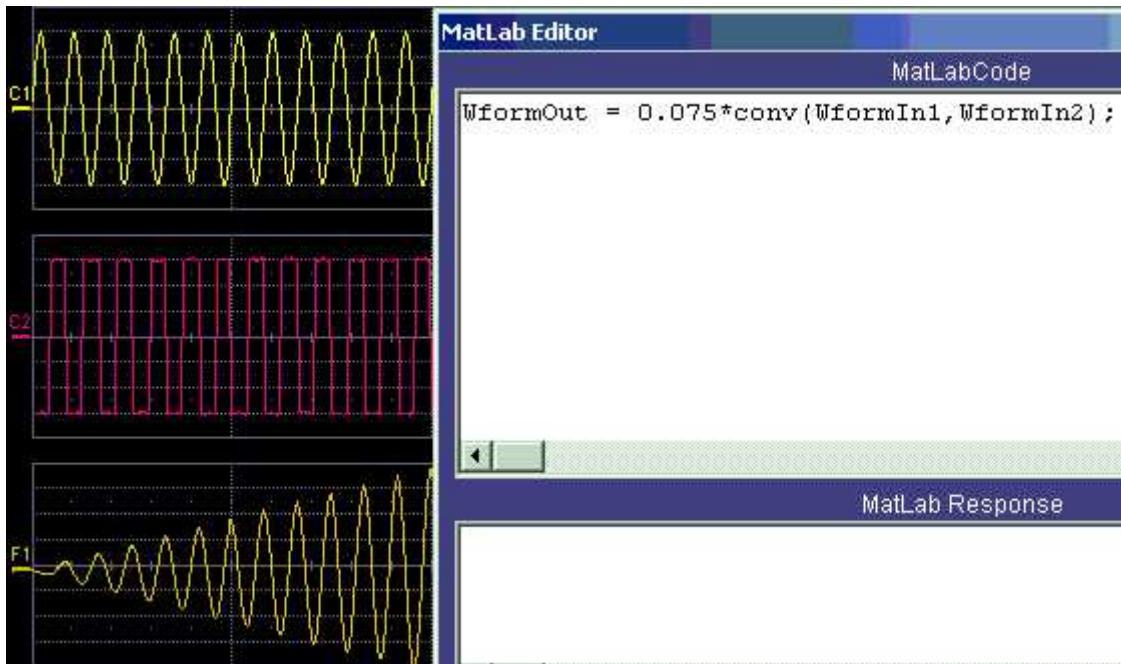 MatLab Editor
MatLabCode
C1
WformOut = 0.075*conv(WformIn1,WformIn2);
C2
MatLab Response
F1